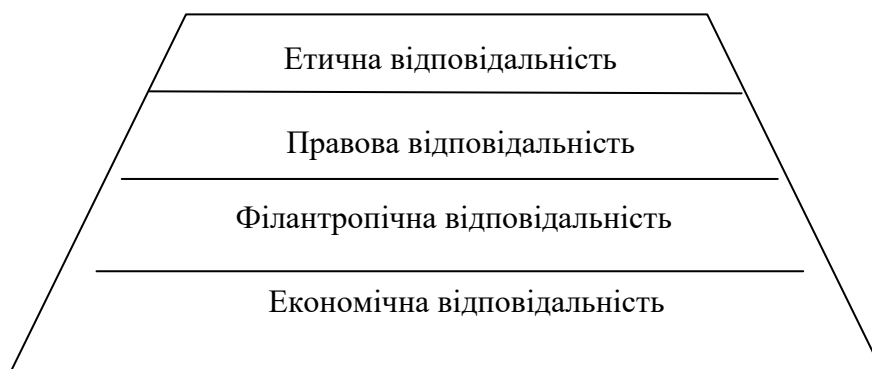 Етична відповідальність
Правова відповідальність
Філантропічна відповідальність
Економічна відповідальність